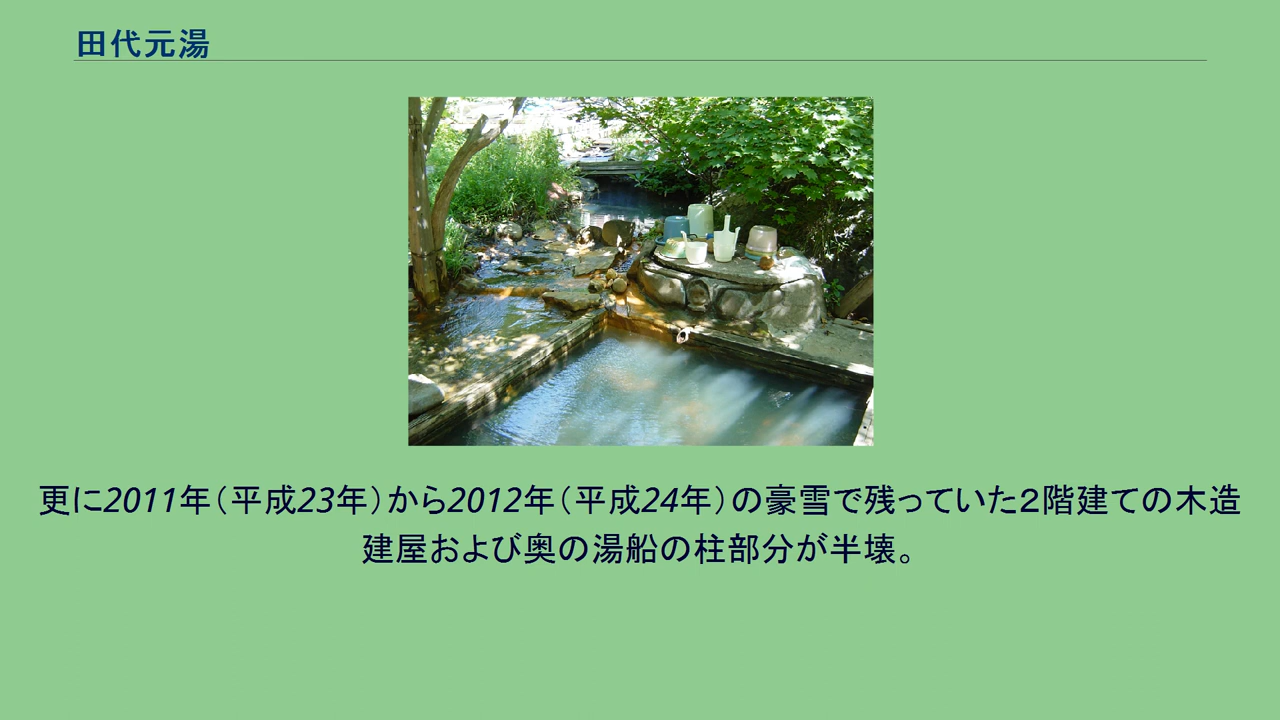 田代元湯
更に2011年（平成23年）から2012年（平成24年）の豪雪で残っていた２階建ての木造
建屋および奥の湯船の柱部分が半壊。